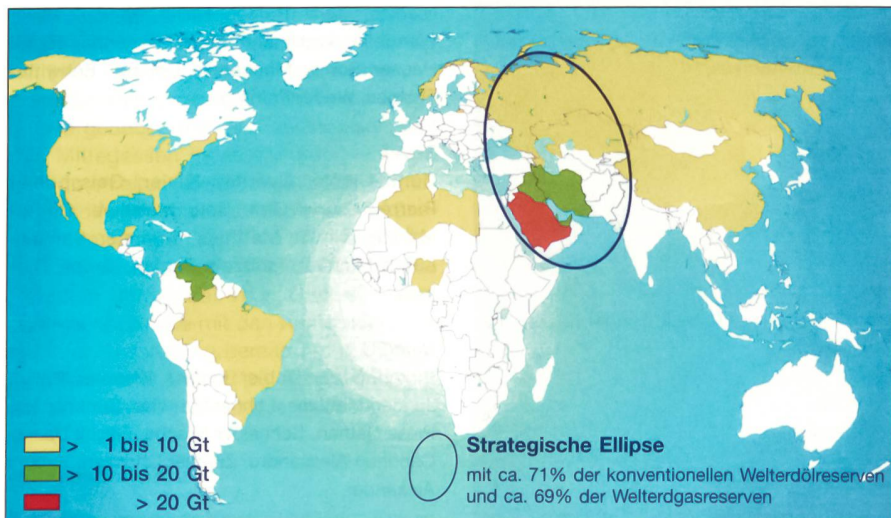 > 1 bis 10 Gt
> 10 bis 20 Gt
> 20 Gt
Strategische Ellipse
mit ca. 71% der konventionellen Welterdölreserven
und ca. 69% der Welterdgasreserven